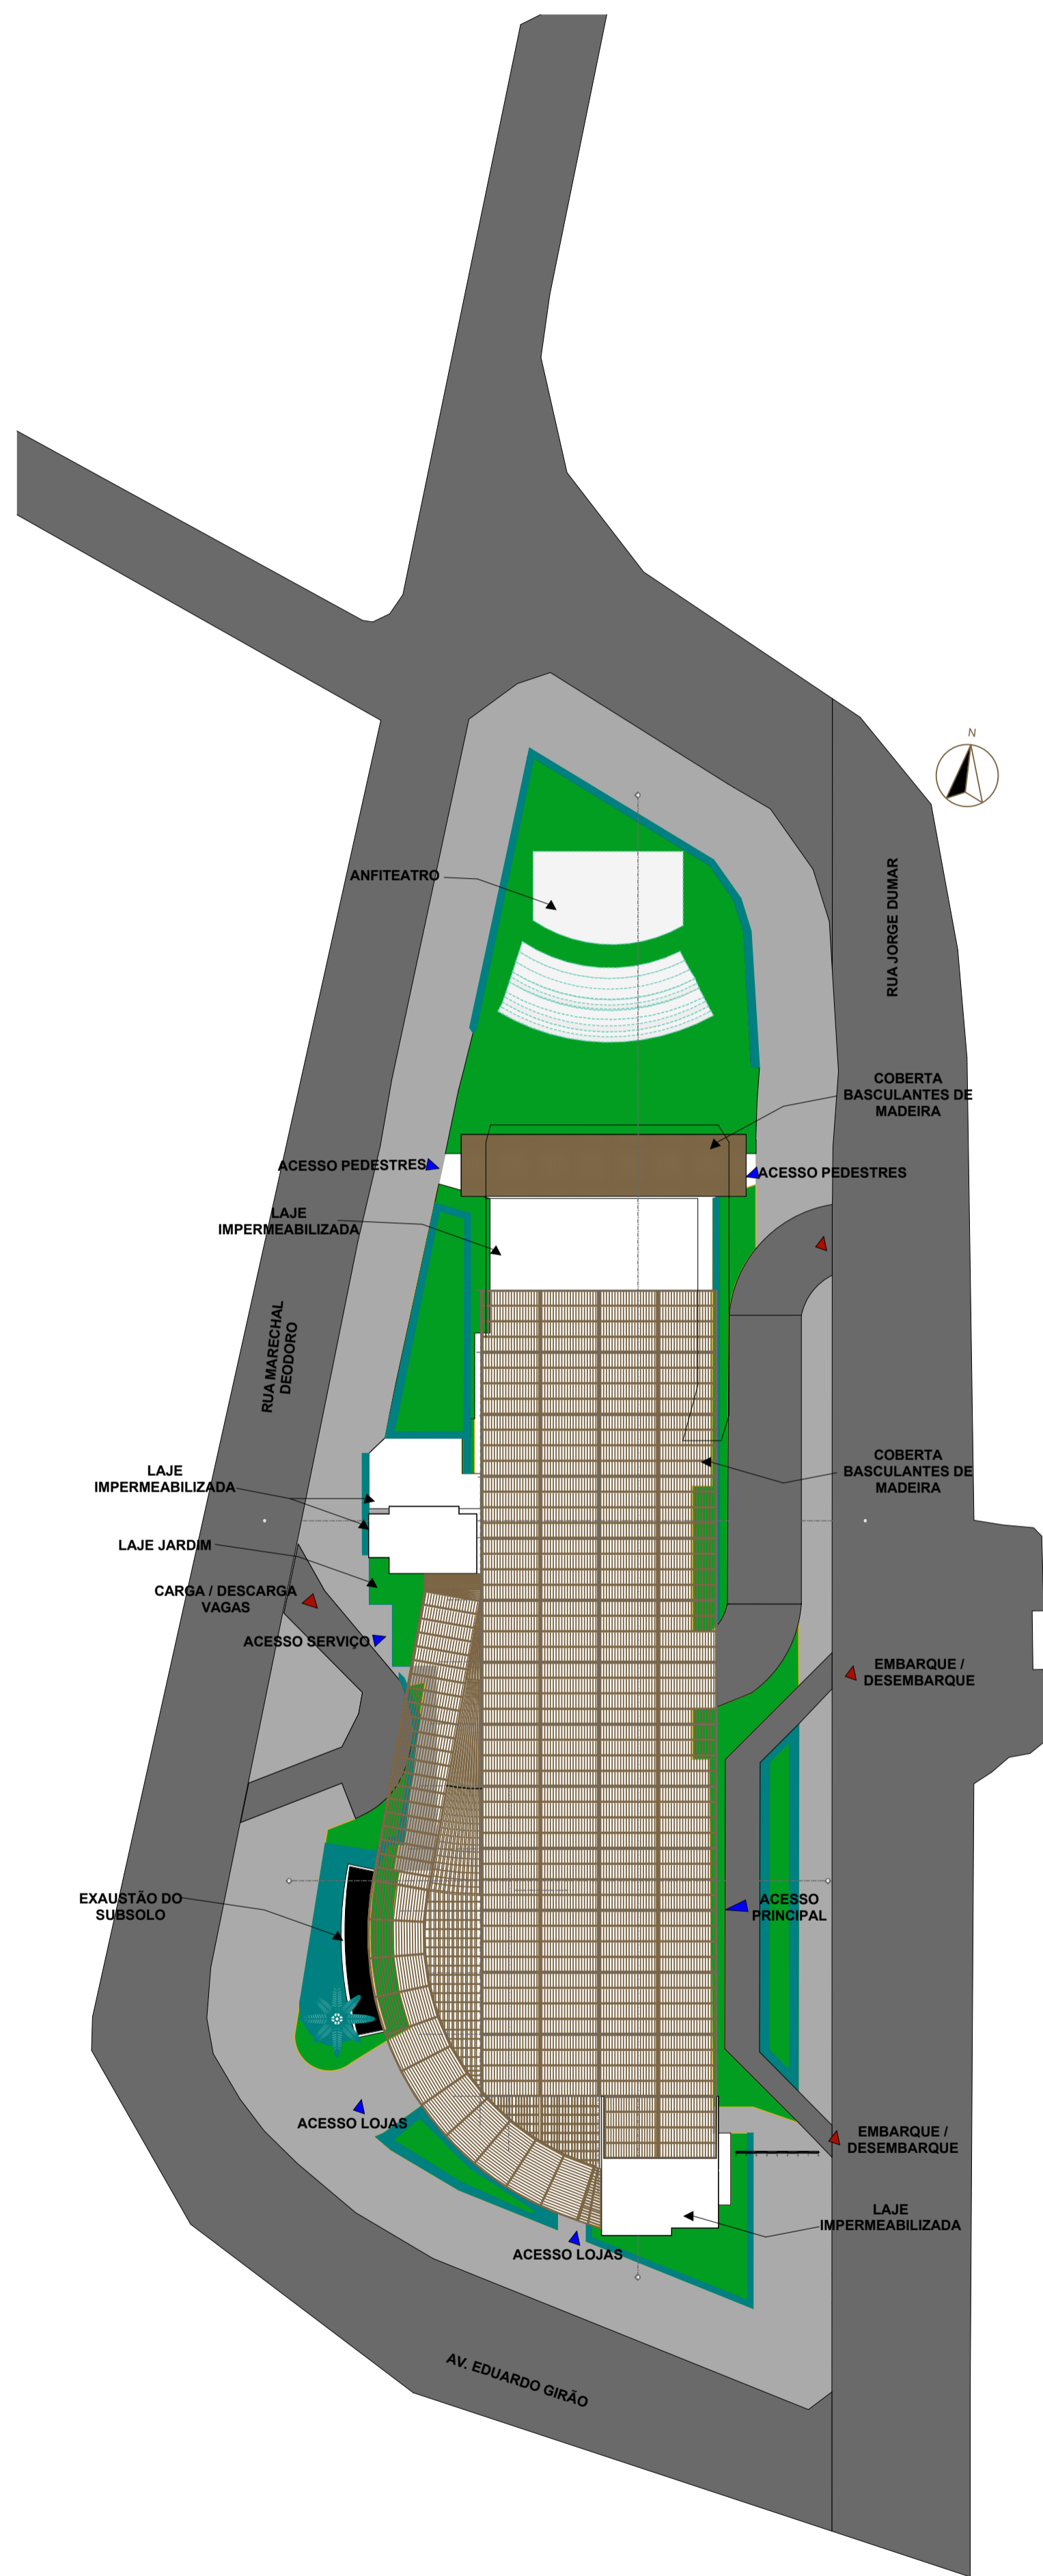 N
RUA JORGE DUMAR
ANFITEATRO
COBERTA
BASCULANTES DE
MADEIRA
ACESSO PEDESTRES
ACESSO PEDESTRES
LAJE
IMPERMEABILIZADA
RUA MARECHAL
DEODORO
COBERTA
BASCULANTES DE
MADEIRA
LAJE
IMPERMEABILIZADA
LAJE JARDIM
CARGA / DESCARGA
VAGAS
ACESSO SERVIÇO
EMBARQUE /
DESEMBARQUE
EXAUSTÃO DO
SUBSOLO
ACESSO
PRINCIPAL
ACESSO LOJAS
EMBARQUE /
DESEMBARQUE
LAJE
IMPERMEABILIZADA
ACESSO LOJAS
AV. EDUARDO GIRÃO